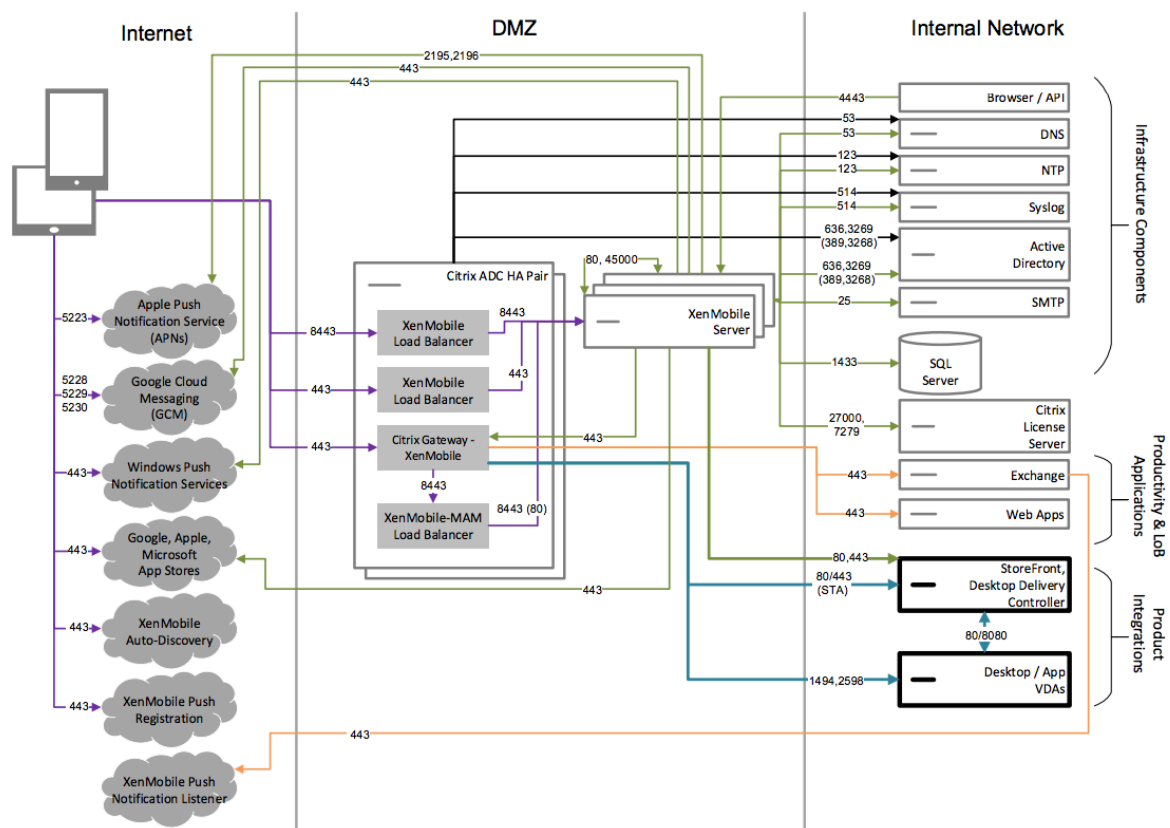 Internet
DMZ
Internal Network
2195,2196
443
443
4443
Browser / API
53
53
DNS
123
123
NTP
514
514
Syslog
636,3269
(389,3268)
636,3269
(389,3268)
Active
Directory
25
SMTP
1433
SQL
Server
27000,
7279
Citrix
License
Server
Infrastructure Components
80, 45000
XenMobile
Server
Citrix ADC HA Pair
8443
XenMobile
Load Balancer
8443
443
XenMobile
Load Balancer
443
443
Citrix Gateway -
XenMobile
443
8443
XenMobile-MAM
Load Balancer
8443 (80)
5223
Apple Push
Notification Service
(APNs)
5228
5229
5230
Google Cloud
Messaging
(GCM)
443
Windows Push
Notification Services
443
Google, Apple,
Microsoft
App Stores
443
443
XenMobile
Auto-Discovery
443
XenMobile Push
Registration
XenMobile Push
Notification Listener
443
443
Exchange
443
Web Apps
Productivity & LoB
Applications
80,443
80/443
(STA)
StoreFront,
Desktop Delivery
Controller
80/8080
1494,2598
Desktop / App
VDAs
Product
Integrations